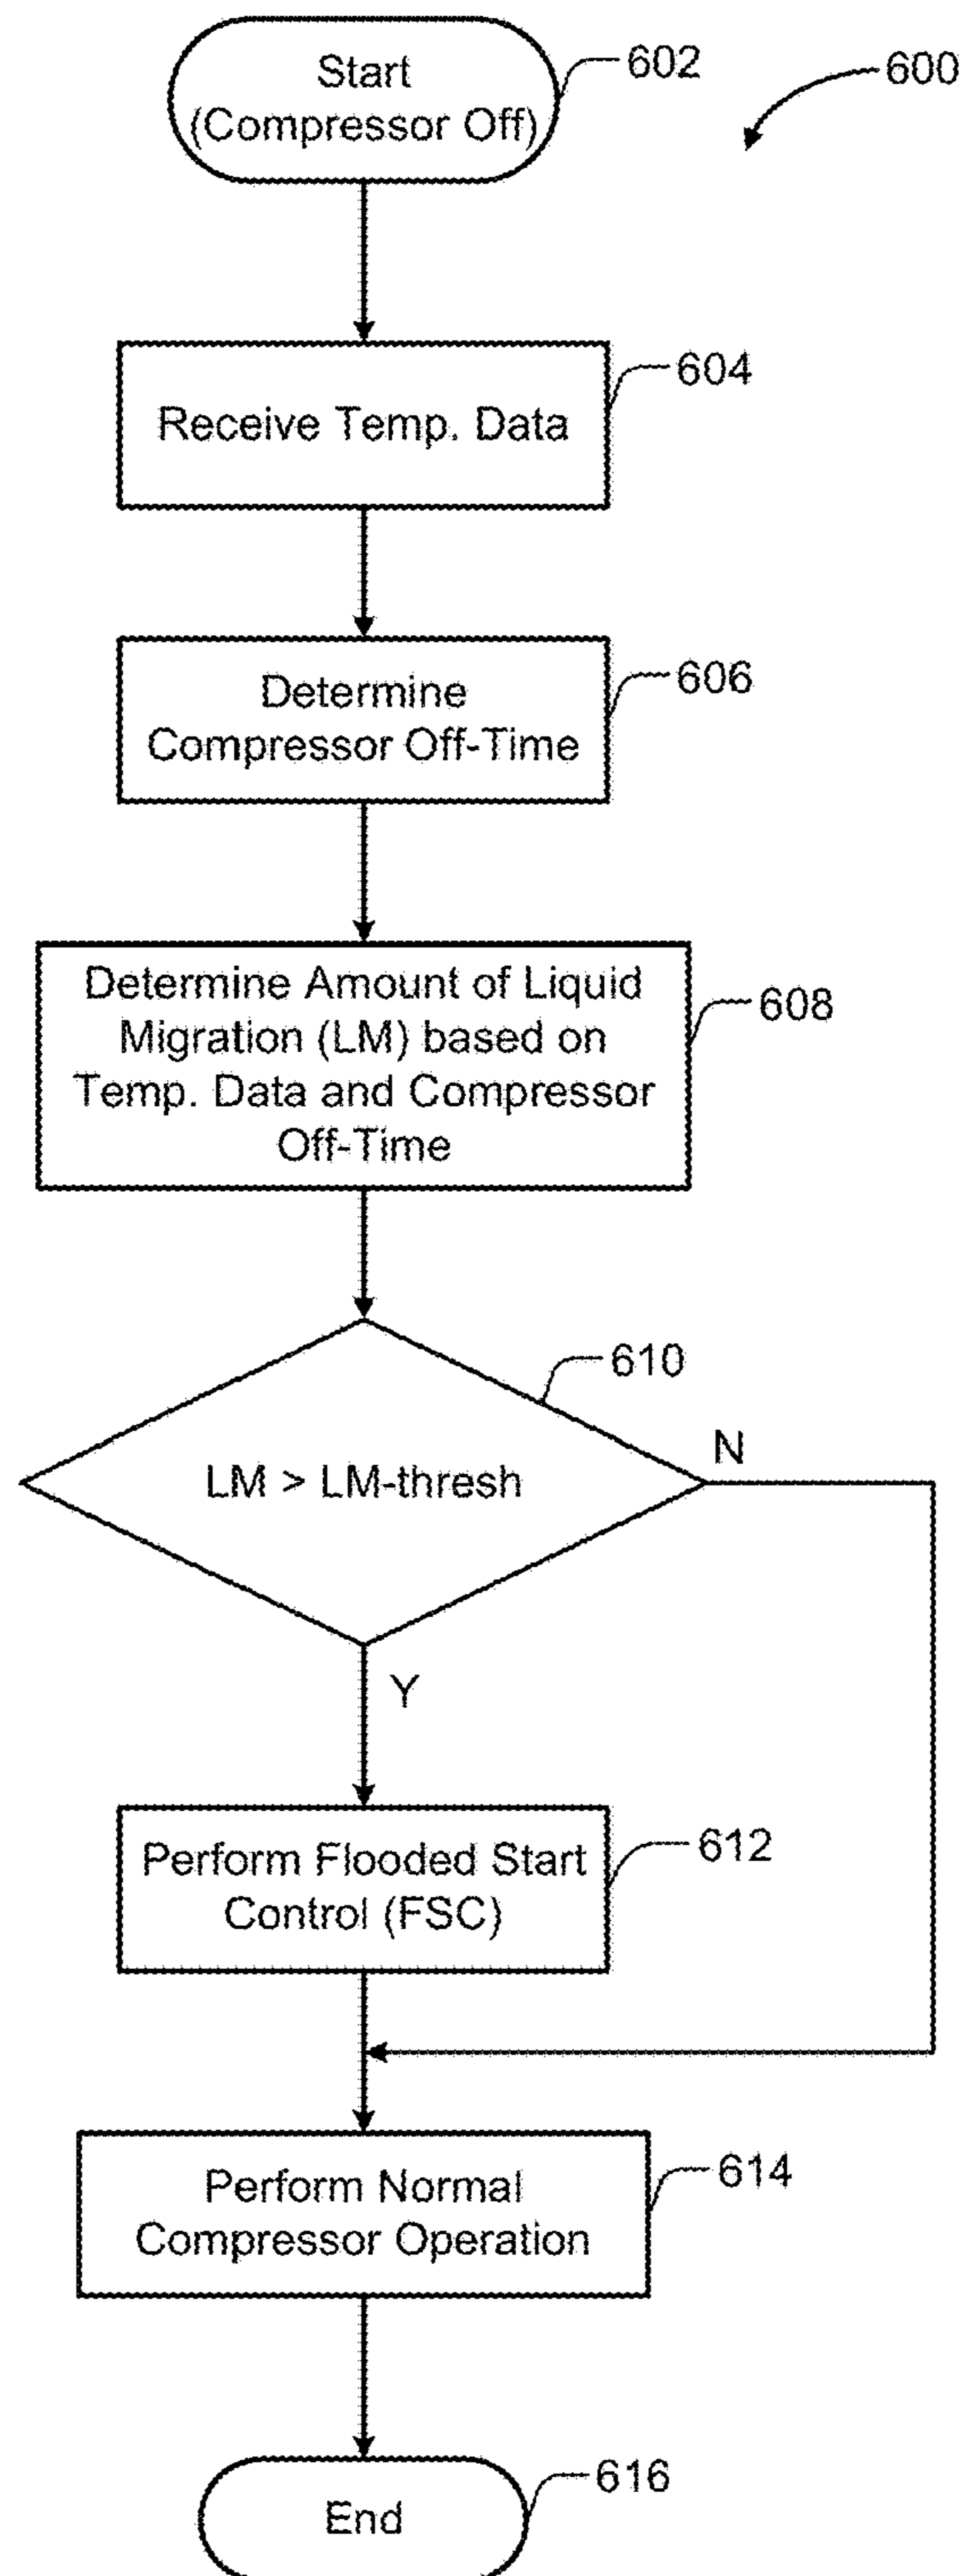 Start
(Compressor Off)
602
600
Receive Temp. Data
604
Determine
Compressor Off-Time
606
Determine Amount of Liquid
Migration (LM) based on
Temp. Data and Compressor
Off-Time
608
LM > LM-thresh
610
N
Y
Perform Flooded Start
Control (FSC)
612
Perform Normal
Compressor Operation
614
End
616